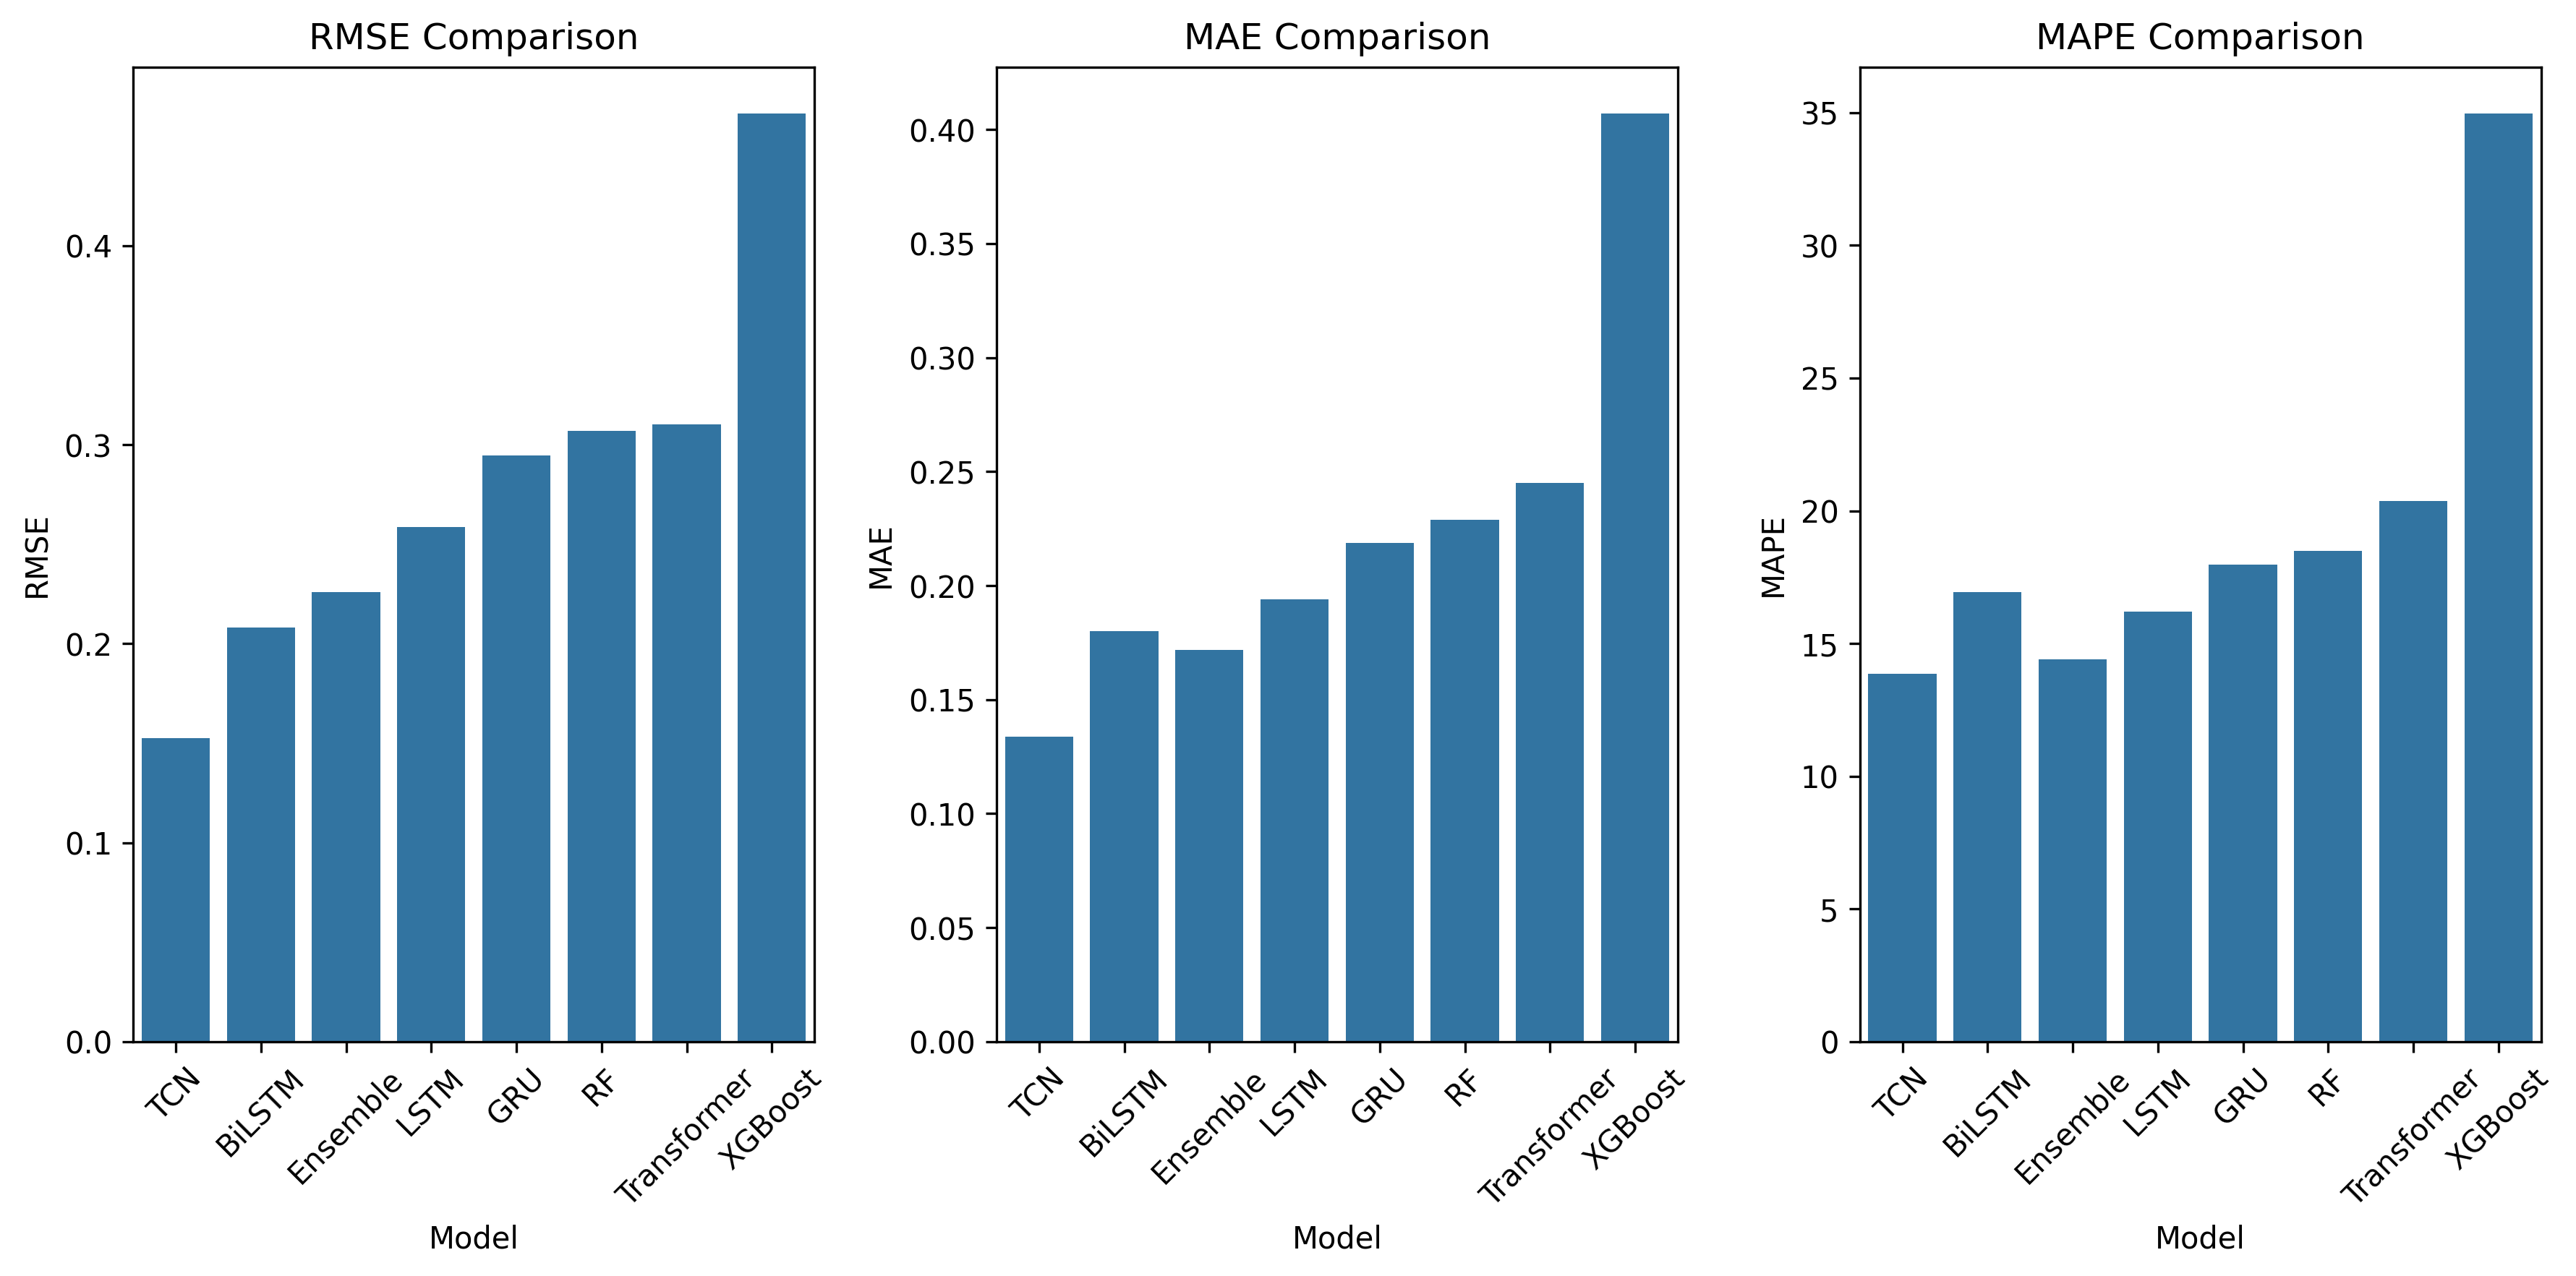 RMSE Comparison
RMSE
0.4
0.3
0.2
0.1
0.0
TCN
BiLSTM
Ensemble
LSTM
GRU
RF
Transformer
XGBoost
Model
MAE Comparison
MAE
0.40
0.35
0.30
0.25
0.20
0.15
0.10
0.05
0.00
TCN
BiLSTM
Ensemble
LSTM
GRU
RF
Transformer
XGBoost
Model
MAPE Comparison
MAPE
35
30
25
20
15
10
5
0
TCN
BiLSTM
Ensemble
LSTM
GRU
RF
Transformer
XGBoost
Model